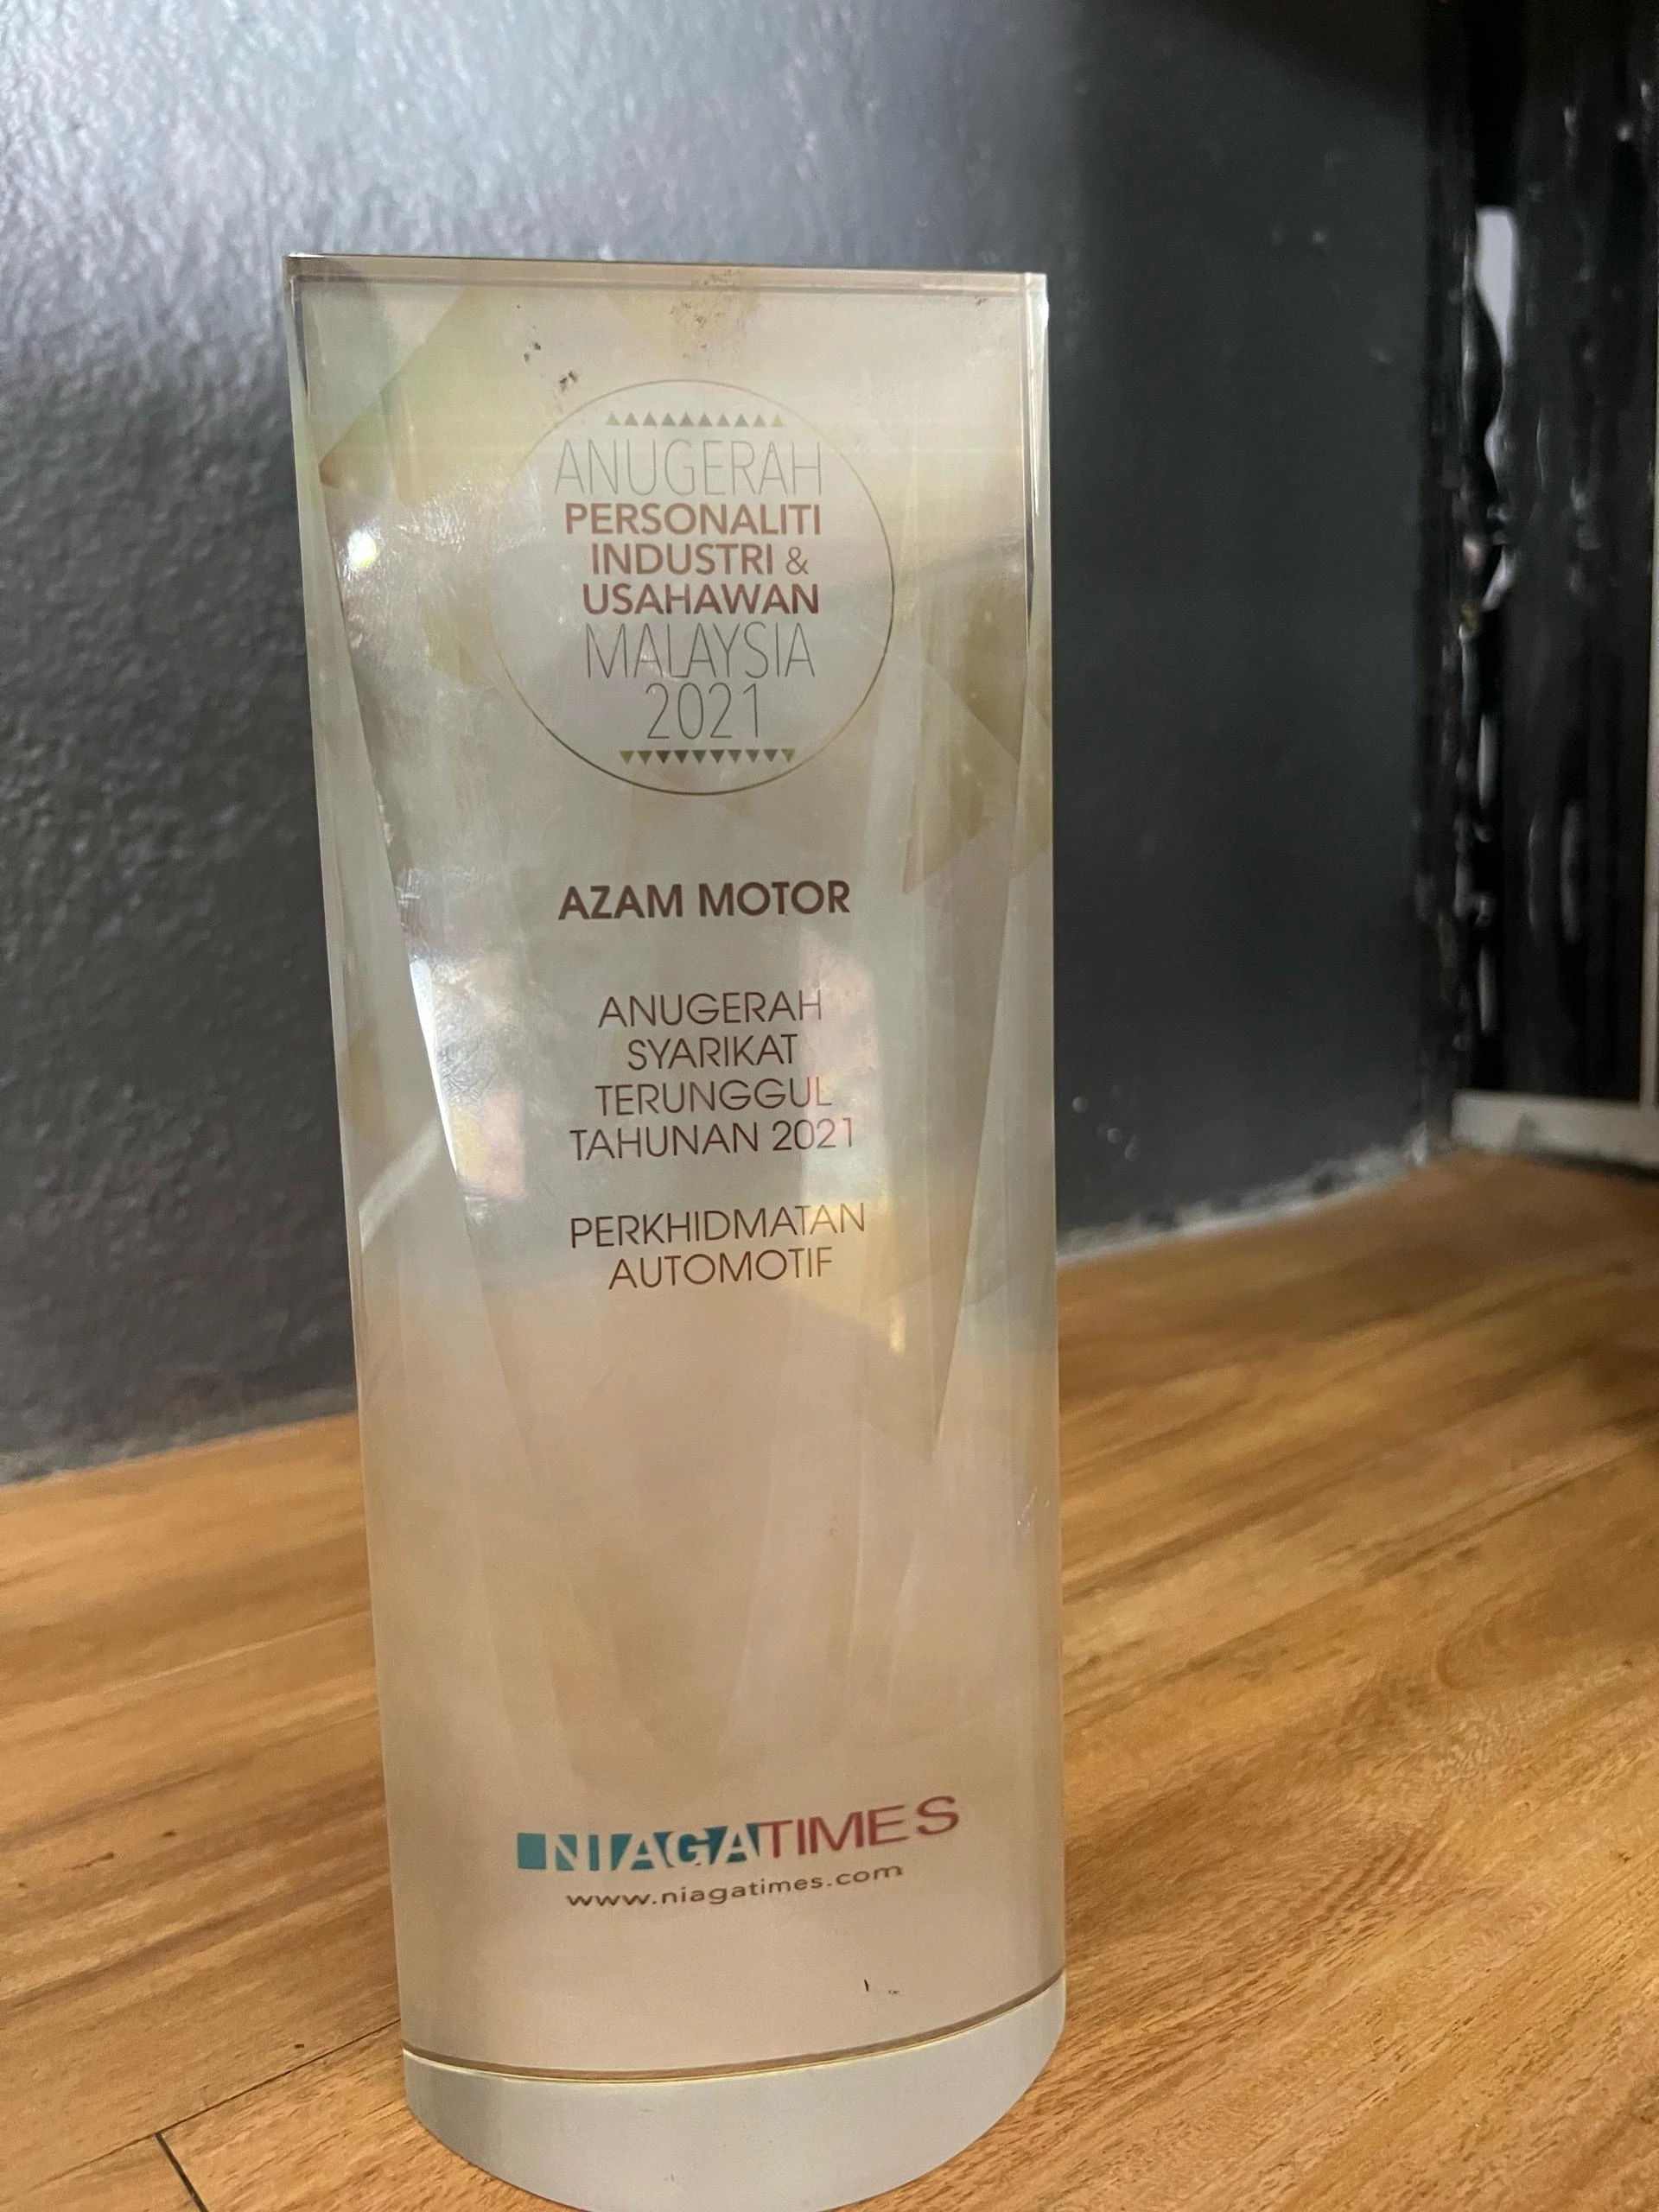 ANUGERAH
PERSONALITI
INDUSTRI &
USAHAWAN
MALAYSIA
2021
AZAM MOTOR
ANUGERAH
SYARIKAT
TERUNGGUL
TAHUNAN 2021
PERKHIDMATAN
AUTOMOTIF
NIAGATIMES
www.niagatimes.com